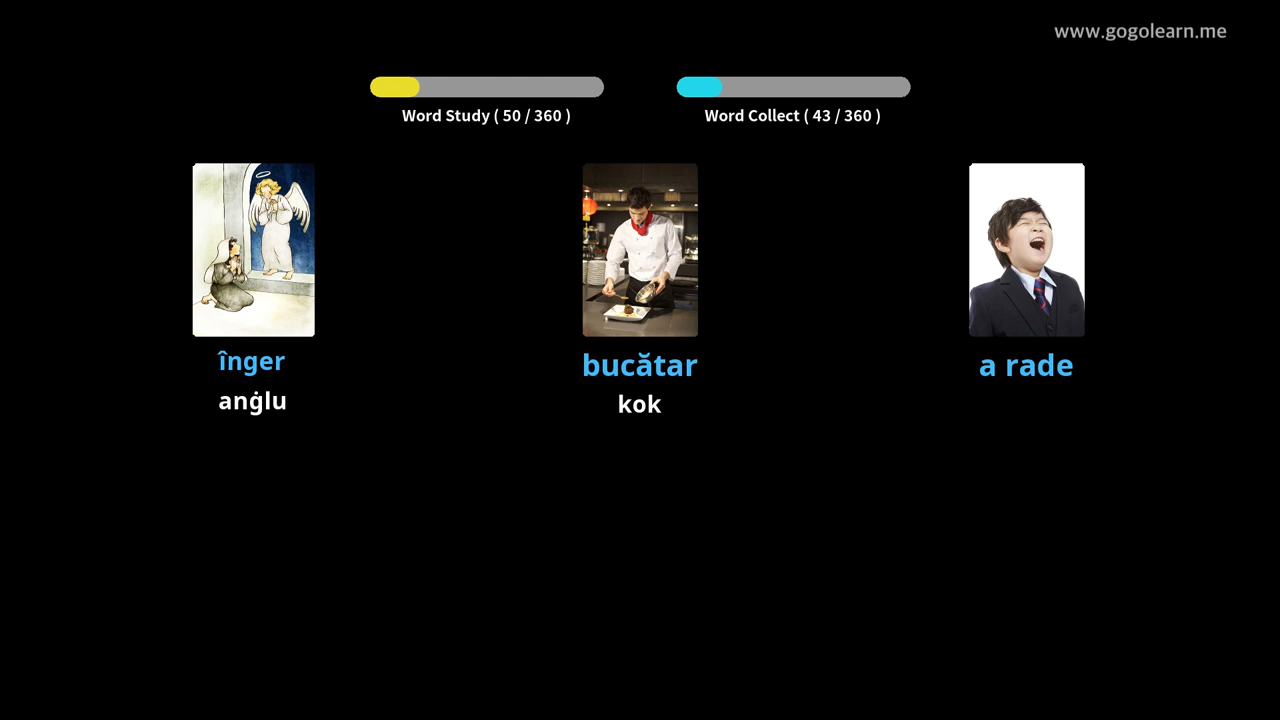 www.gogolearn.me
Word Study ( 50 / 360 )
Word Collect ( 43 / 360 )
înger
anġlu
bucătar
kok
a rade